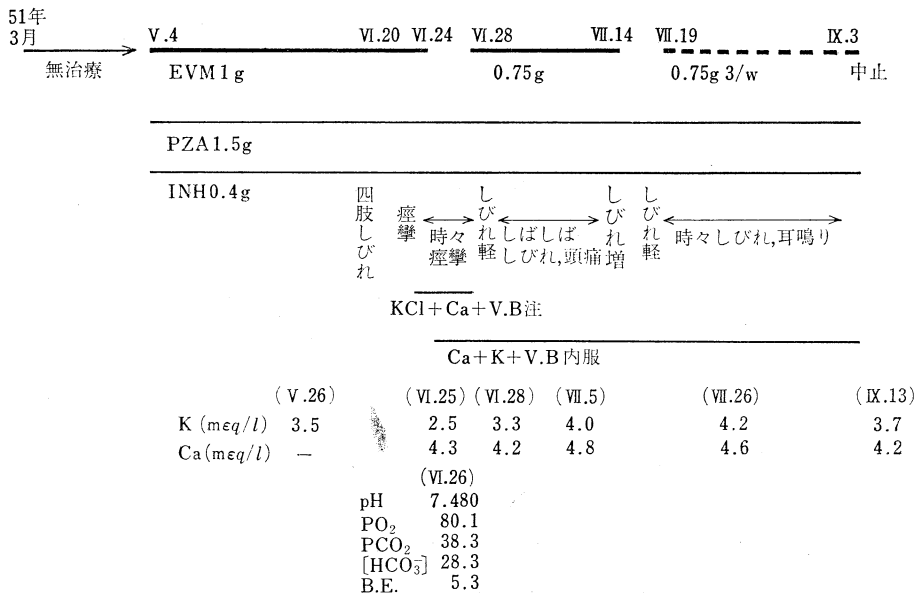 51年
3月
V.4 VI.20 VI.24 VI.28 VII.14 VII.19 IX.3
無治療 EVM1g 0.75g 0.75g 3/w 中止
PZA1.5g
INH0.4g
四肢しびれ
痙攣
時々
痙攣
しびれ軽
しばしば
しびれ,頭痛
しびれ増
しびれ軽
時々しびれ,耳鳴り
KCl+Ca+V.B注
Ca+K+V.B内服
(V.26) (VI.25) (VI.28) (VII.5) (VII.26) (IX.13)
K (mεq/l) 3.5 2.5 3.3 4.0 4.2 3.7
Ca(mεq/l) — 4.3 4.2 4.8 4.6 4.2
(VI.26)
pH 7.480
PO₂ 80.1
PCO₂ 38.3
[HCO₃⁻] 28.3
B.E. 5.3